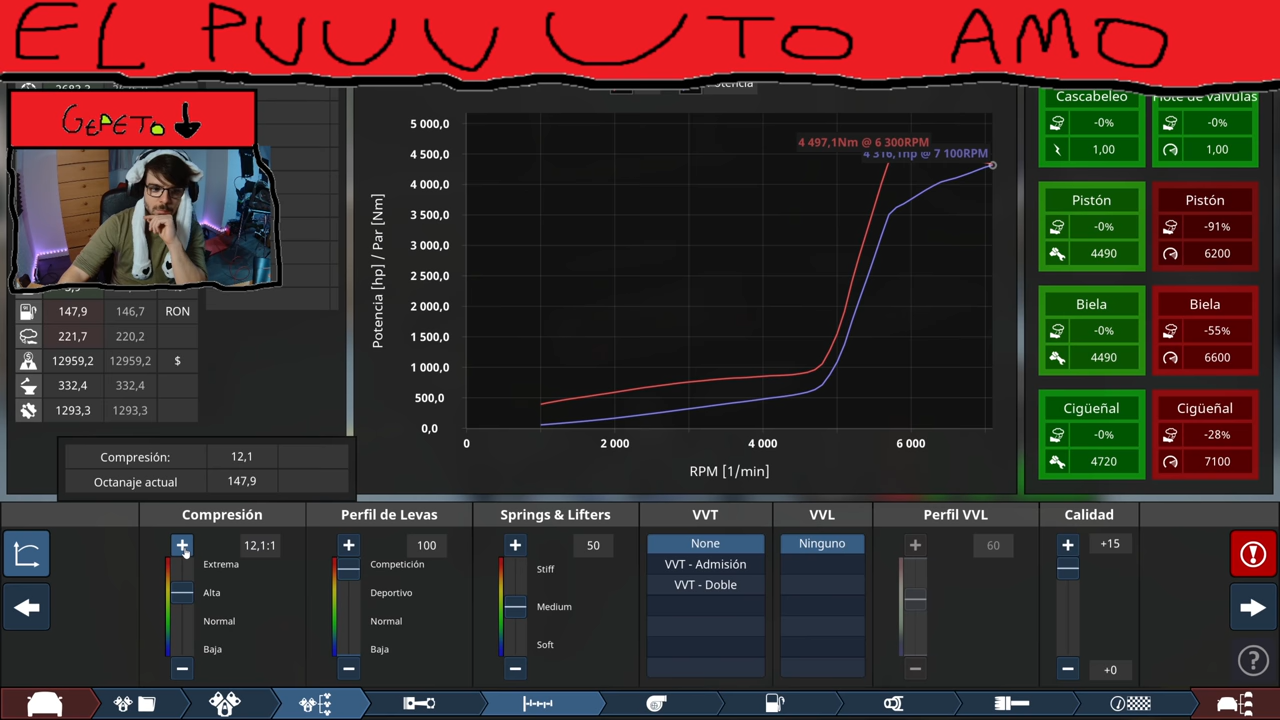 EL PUUUUTO AMO
GEPETO
Cascabeleo
-0%
-0%
1,00
1,00
5 000,0
4 500,0
4 000,0
3 500,0
3 000,0
2 500,0
2 000,0
1 500,0
1 000,0
500,0
0,0
Potencia [hp] / Par [Nm]
4 497,1Nm @ 6 300RPM
0
2 000
4 000
6 000
RPM [1/min]
Pistón
Pistón
-0%
-91%
4490
6200
Biela
Biela
-0%
-55%
4490
6600
Cigüeñal
Cigüeñal
-0%
-28%
4720
7100
147,9 146,7 RON
221,7 220,2
12959,2 12959,2 $
332,4 332,4
1293,3 1293,3
Compresión: 12,1
Octanaje actual 147,9
Compresión
12,1:1
Extrema
Alta
Normal
Baja
Perfil de Levas
100
Competición
Deportivo
Normal
Baja
Springs & Lifters
50
Stiff
Medium
Soft
VVT
None
VVT - Admisión
VVT - Doble
VVL
Ninguno
Perfil VVL
60
Calidad
+15
+0